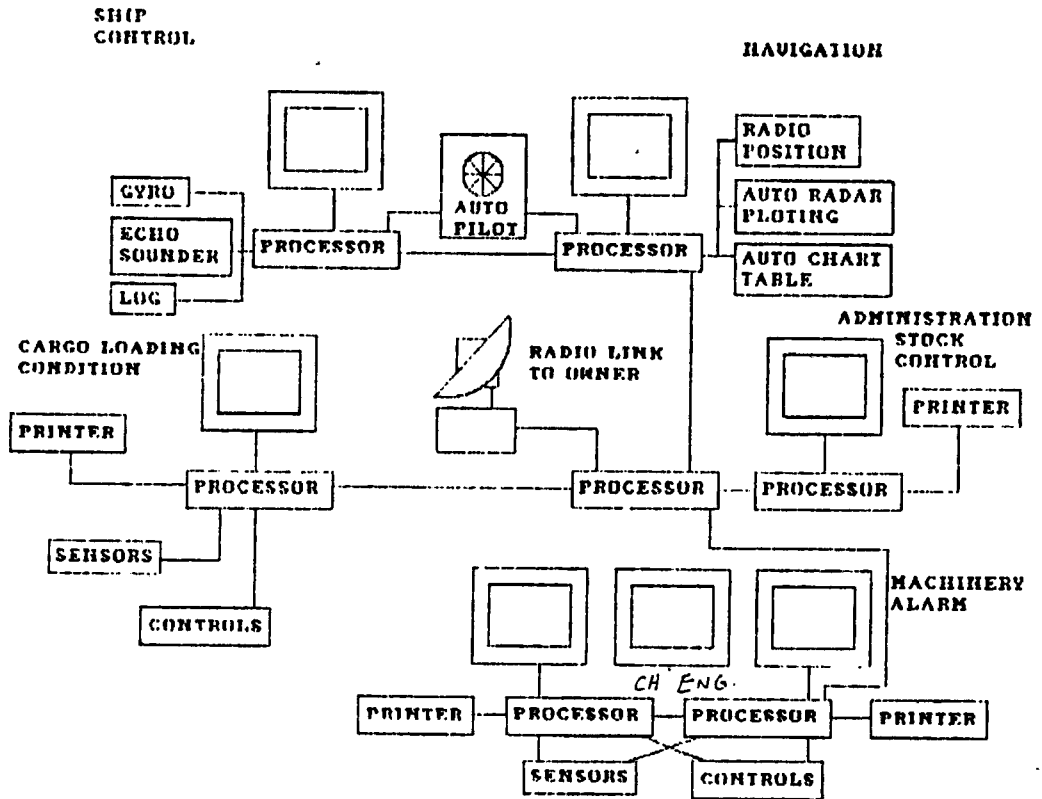 SHIP
CONTROL
NAVIGATION
RADIO
POSITION
GYRO
AUTO
PILOT
AUTO RADAR
PLOTING
ECHO
SOUNDER
PROCESSOR
PROCESSOR
AUTO CHART
TABLE
LOG
ADMINISTRATION
STOCK
CONTROL
CARGO LOADING
CONDITION
RADIO LINK
TO OWNER
PRINTER
PRINTER
PROCESSOR
PROCESSOR
PROCESSOR
SENSORS
MACHINERY
ALARM
CONTROLS
CH ENG.
PRINTER
PROCESSOR
PROCESSOR
PRINTER
SENSORS
CONTROLS